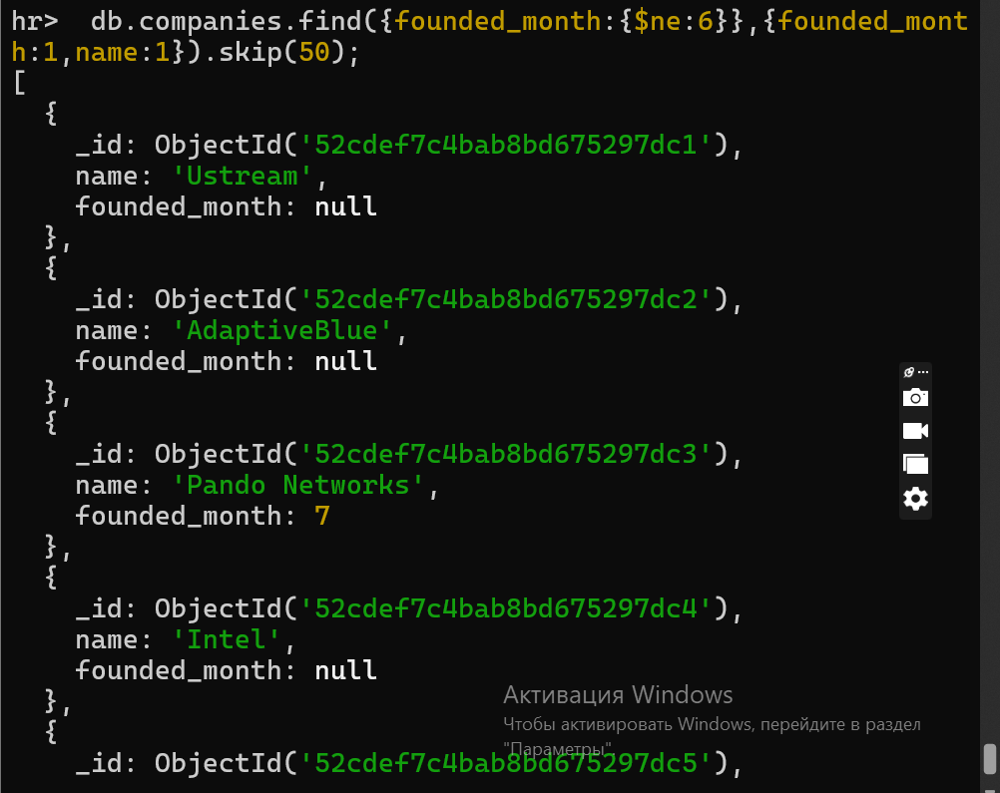 hr>  db.companies.find({founded_month:{$ne:6}},{founded_mont
h:1,name:1}).skip(50);
[
  {
    _id: ObjectId('52cdef7c4bab8bd675297dc1'),
    name: 'Ustream',
    founded_month: null
  },
  {
    _id: ObjectId('52cdef7c4bab8bd675297dc2'),
    name: 'AdaptiveBlue',
    founded_month: null
  },
  {
    _id: ObjectId('52cdef7c4bab8bd675297dc3'),
    name: 'Pando Networks',
    founded_month: 7
  },
  {
    _id: ObjectId('52cdef7c4bab8bd675297dc4'),
    name: 'Intel',
    founded_month: null
  },
  {
    _id: ObjectId('52cdef7c4bab8bd675297dc5'),
Активация Windows
Чтобы активировать Windows, перейдите в раздел
"Параметры".